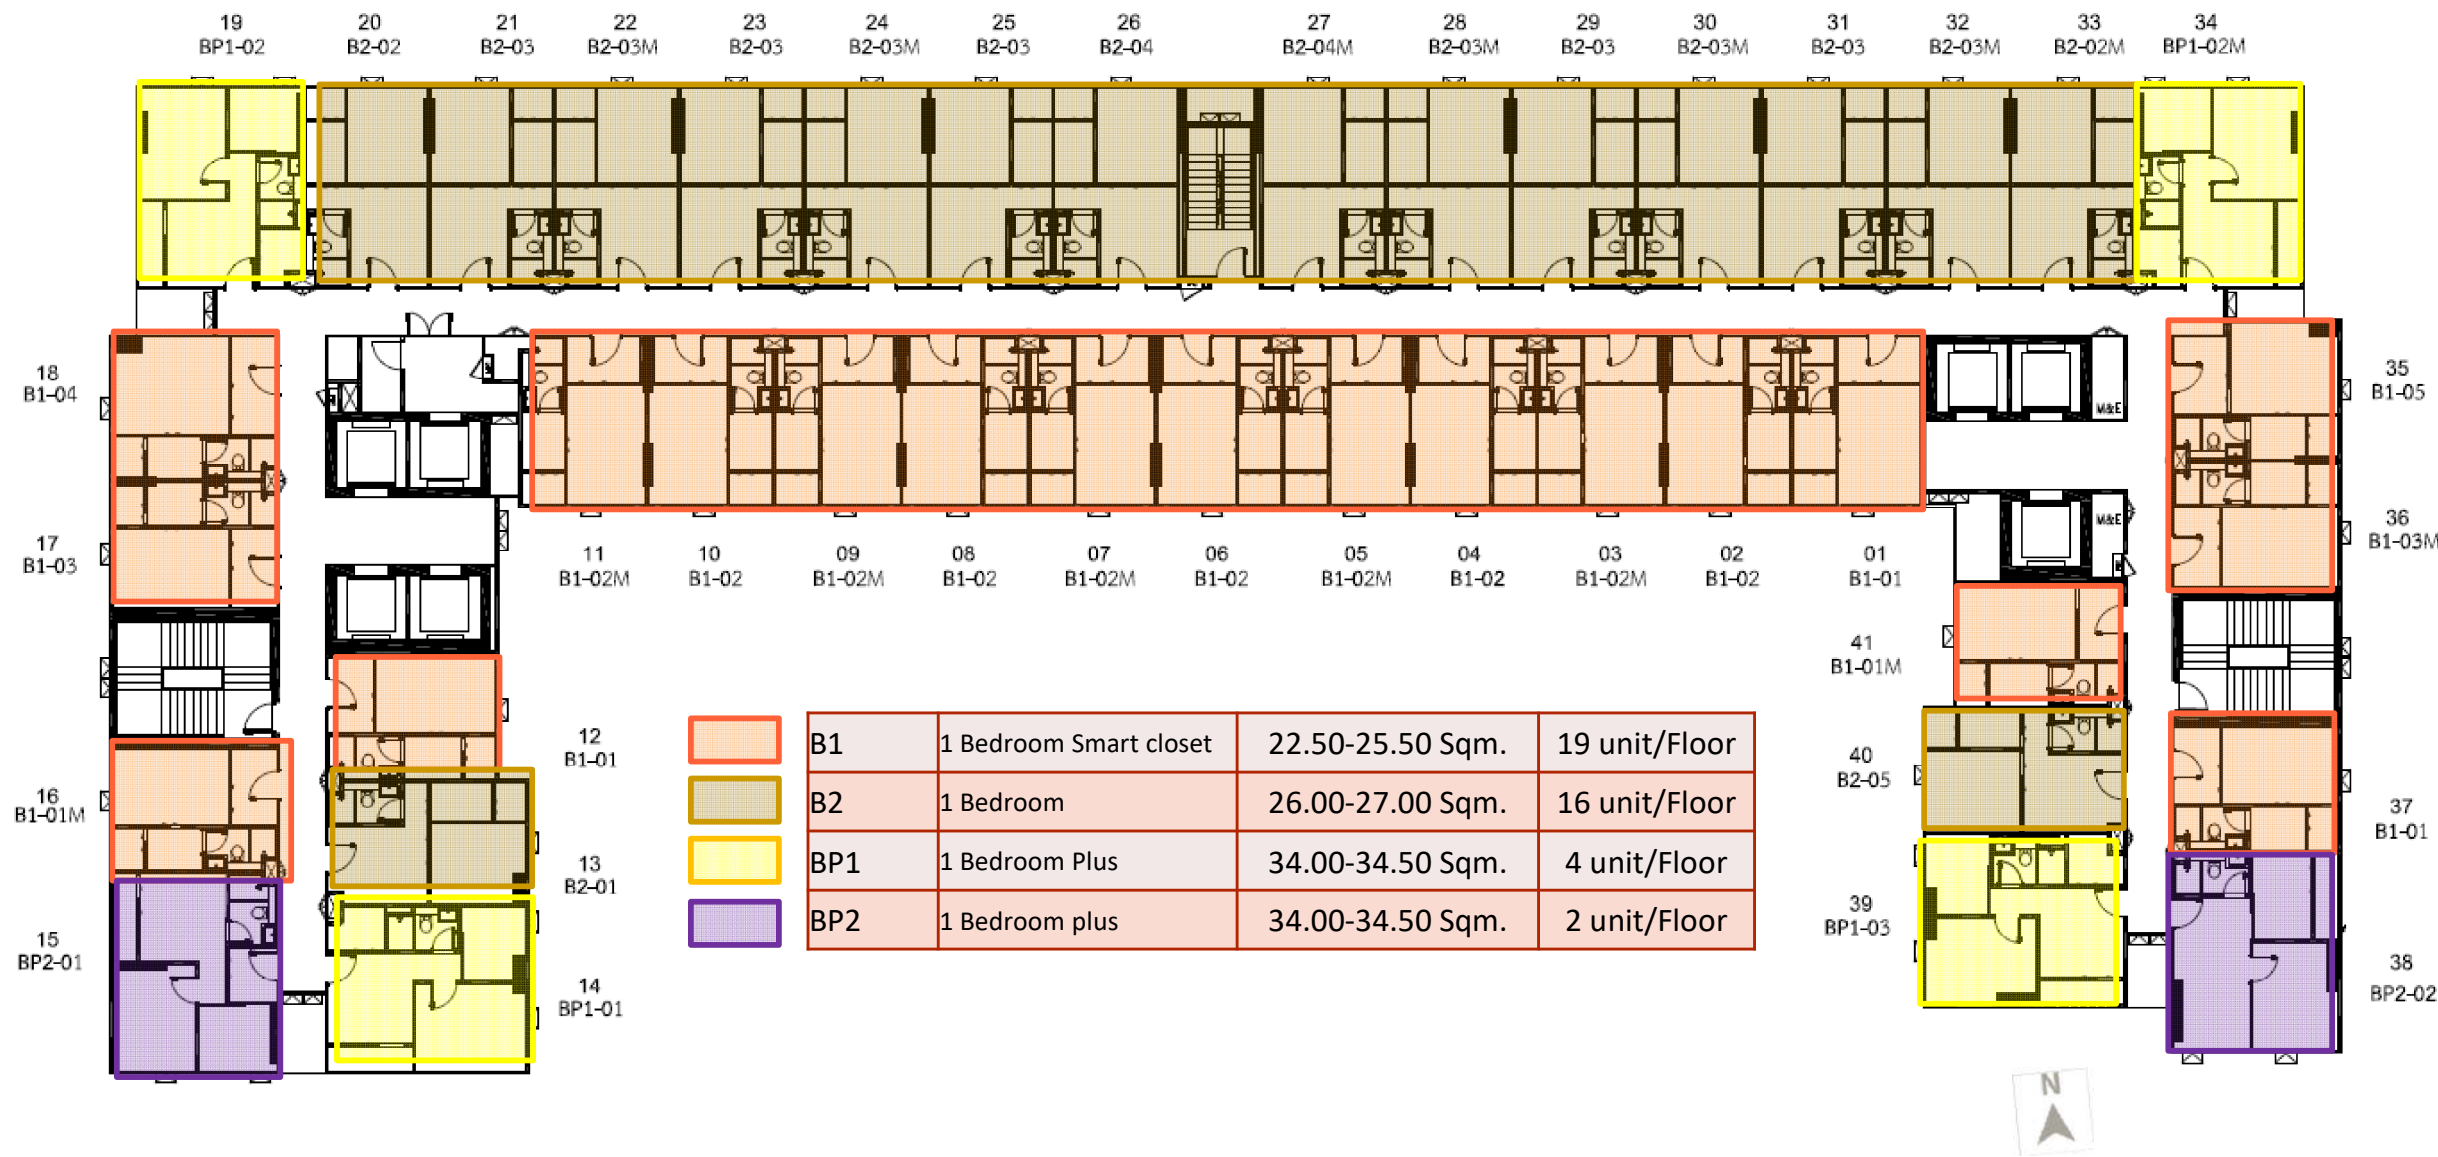 19
BP1-02
20
B2-02
21
B2-03
22
B2-03M
23
B2-03
24
B2-03M
25
B2-03
26
B2-04
27
B2-04M
28
B2-03M
29
B2-03
30
B2-03M
31
B2-03
32
B2-03M
33
B2-02M
34
BP1-02M
18
B1-04
M&E
35
B1-05
17
B1-03
M&E
36
B1-03M
11
B1-02M
10
B1-02
09
B1-02M
08
B1-02
07
B1-02M
06
B1-02
05
B1-02M
04
B1-02
03
B1-02M
02
B1-02
01
B1-01
41
B1-01M
12
B1-01
B1 1 Bedroom Smart closet 22.50-25.50 Sqm. 19 unit/Floor
B2 1 Bedroom 26.00-27.00 Sqm. 16 unit/Floor
BP1 1 Bedroom Plus 34.00-34.50 Sqm. 4 unit/Floor
BP2 1 Bedroom plus 34.00-34.50 Sqm. 2 unit/Floor
40
B2-05
16
B1-01M
37
B1-01
13
B2-01
39
BP1-03
15
BP2-01
38
BP2-02
14
BP1-01
N